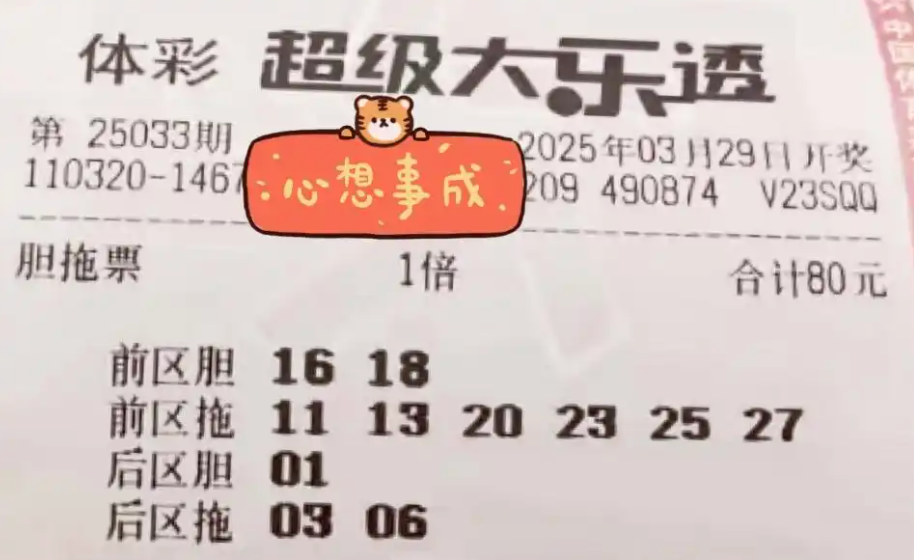 体彩 超级大乐透
第 25033期 2025年03月29日开奖
110320-1467 209 490874 V23SQQ
心想事成
胆拖票 1倍 合计80元
前区胆 16 18
前区拖 11 13 20 23 25 27
后区胆 01
后区拖 03 06